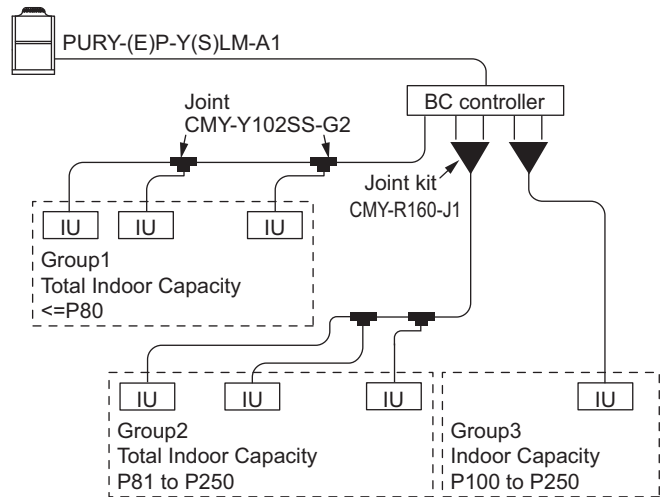 PURY-(E)P-Y(S)LM-A1
BC controller
Joint
CMY-Y102SS-G2
Joint kit
CMY-R160-J1
IU
IU
IU
Group1
Total Indoor Capacity
<=P80
IU
IU
IU
Group2
Total Indoor Capacity
P81 to P250
IU
Group3
Indoor Capacity
P100 to P250